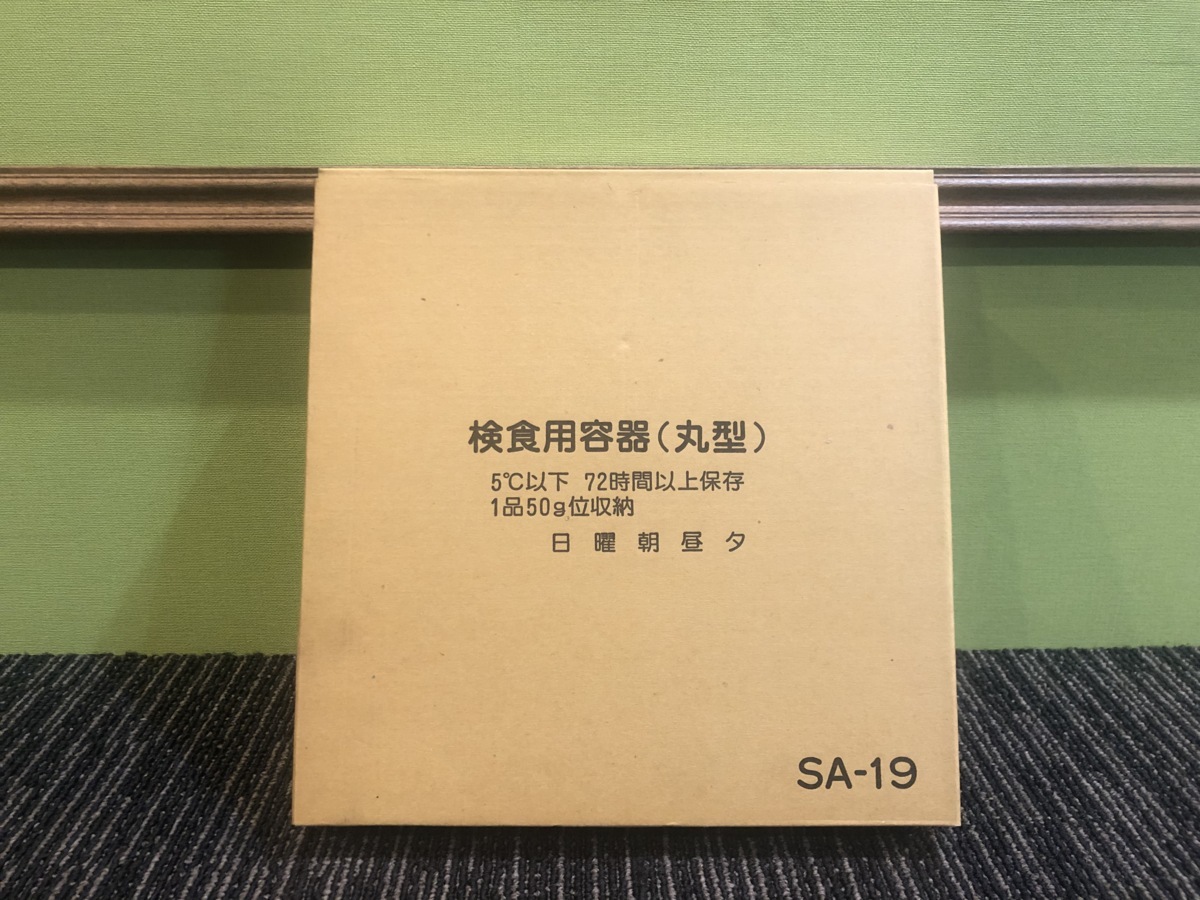 検食用容器(丸型)
5℃以下 72時間以上保存
1品50g位収納
日 曜 朝 昼 夕
SA-19